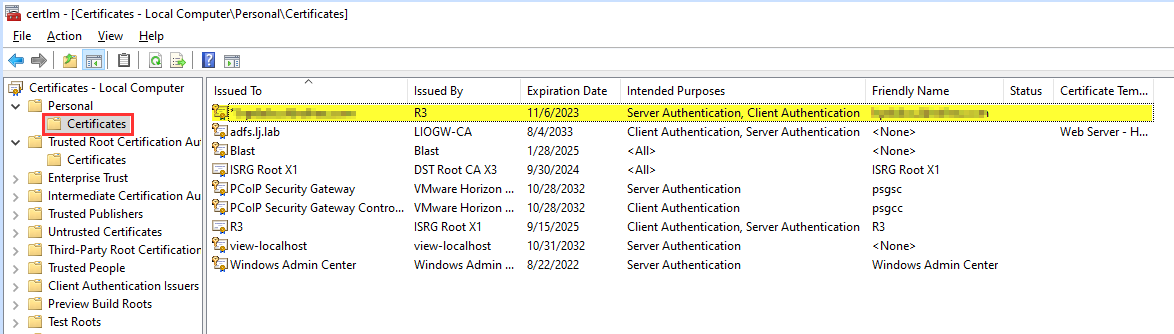 certlm - [Certificates - Local Computer\Personal\Certificates]
File Action View Help
Certificates - Local Computer
Personal
Certificates
Trusted Root Certification Au
Certificates
Enterprise Trust
Intermediate Certification Au
Trusted Publishers
Untrusted Certificates
Third-Party Root Certification
Trusted People
Client Authentication Issuers
Preview Build Roots
Test Roots
Issued To Issued By Expiration Date Intended Purposes Friendly Name Status Certificate Tem...
R3 11/6/2023 Server Authentication, Client Authentication
adfs.lj.lab LIOGW-CA 8/4/2033 Client Authentication, Server Authentication <None> Web Server - H...
Blast Blast 1/28/2025 <All> <None>
ISRG Root X1 DST Root CA X3 9/30/2024 <All> ISRG Root X1
PCoIP Security Gateway VMware Horizon ... 10/28/2032 Server Authentication psgsc
PCoIP Security Gateway Contro... VMware Horizon ... 10/28/2032 Client Authentication psgcc
R3 ISRG Root X1 9/15/2025 Client Authentication, Server Authentication R3
view-localhost view-localhost 10/31/2032 Server Authentication <None>
Windows Admin Center Windows Admin ... 8/22/2022 Server Authentication Windows Admin Center